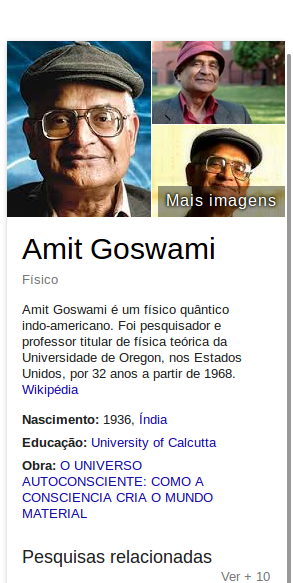 Mais imagens
Amit Goswami
Físico
Amit Goswami é um físico quântico
indo-americano. Foi pesquisador e
professor titular de física teórica da
Universidade de Oregon, nos Estados
Unidos, por 32 anos a partir de 1968.
Wikipédia
Nascimento: 1936, Índia
Educação: University of Calcutta
Obra: O UNIVERSO
AUTOCONSCIENTE: COMO A
CONSCIENCIA CRIA O MUNDO
MATERIAL
Pesquisas relacionadas
Ver + 10